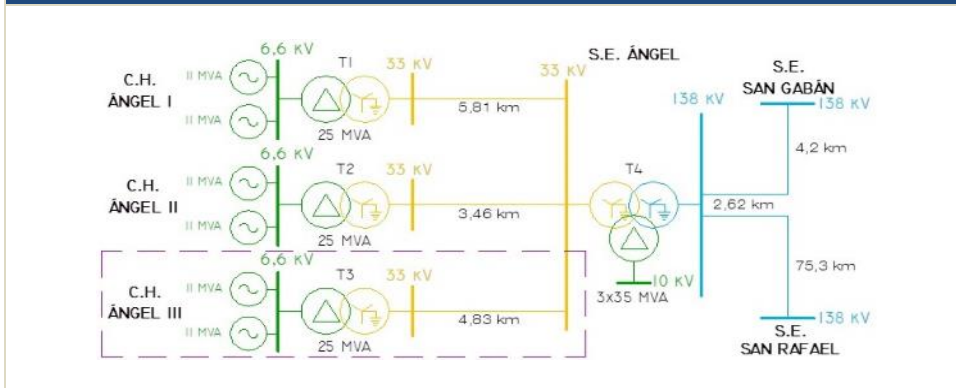 6,6 kV
T1
33 kV
C.H.
ÁNGEL I
11 MVA
11 MVA
25 MVA
5,81 km
S.E. ÁNGEL
33 kV
6,6 kV
T2
33 kV
C.H.
ÁNGEL II
11 MVA
11 MVA
25 MVA
3,46 km
6,6 kV
T3
33 kV
C.H.
ÁNGEL III
11 MVA
11 MVA
25 MVA
4,83 km
T4
10 kV
3x35 MVA
138 kV
S.E.
SAN GABÁN
138 kV
4,2 km
2,62 km
75,3 km
138 kV
S.E.
SAN RAFAEL